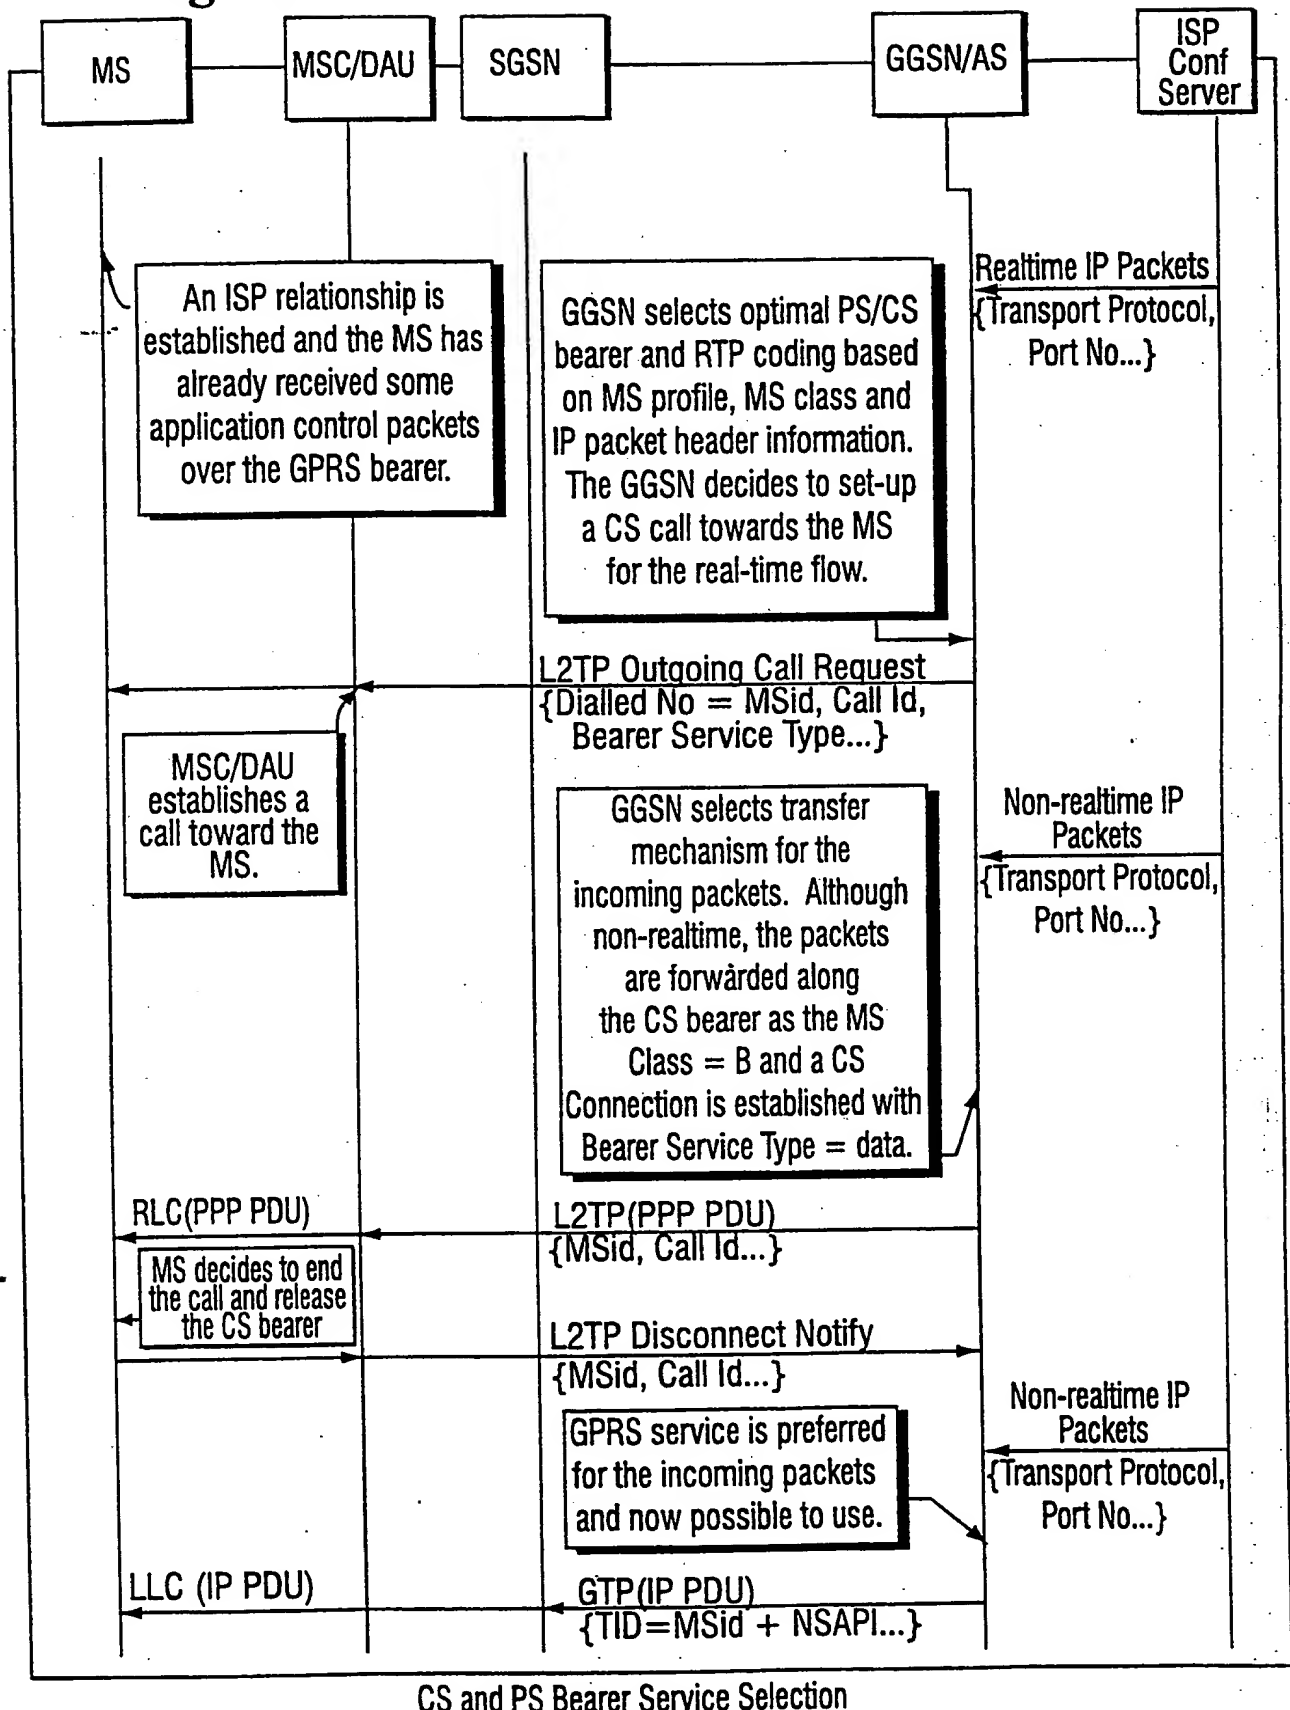 MS
MSC/DAU
SGSN
GGSN/AS
ISP
Conf
Server
Realtime IP Packets
{Transport Protocol,
Port No...}
An ISP relationship is
established and the MS has
already received some
application control packets
over the GPRS bearer.
GGSN selects optimal PS/CS
bearer and RTP coding based
on MS profile, MS class and
IP packet header information.
The GGSN decides to set-up
a CS call towards the MS
for the real-time flow.
L2TP Outgoing Call Request
{Dialled No = MSid, Call Id,
Bearer Service Type...}
MSC/DAU
establishes a
call toward the
MS.
Non-realtime IP
Packets
{Transport Protocol,
Port No...}
GGSN selects transfer
mechanism for the
incoming packets. Although
non-realtime, the packets
are forwarded along
the CS bearer as the MS
Class = B and a CS
Connection is established with
Bearer Service Type = data.
RLC(PPP PDU)
L2TP(PPP PDU)
{MSid, Call Id...}
MS decides to end
the call and release
the CS bearer
L2TP Disconnect Notify
{MSid, Call Id...}
Non-realtime IP
Packets
{Transport Protocol,
Port No...}
GPRS service is preferred
for the incoming packets
and now possible to use.
LLC (IP PDU)
GTP(IP PDU)
{TID=MSid + NSAPI...}
CS and PS Bearer Service Selection